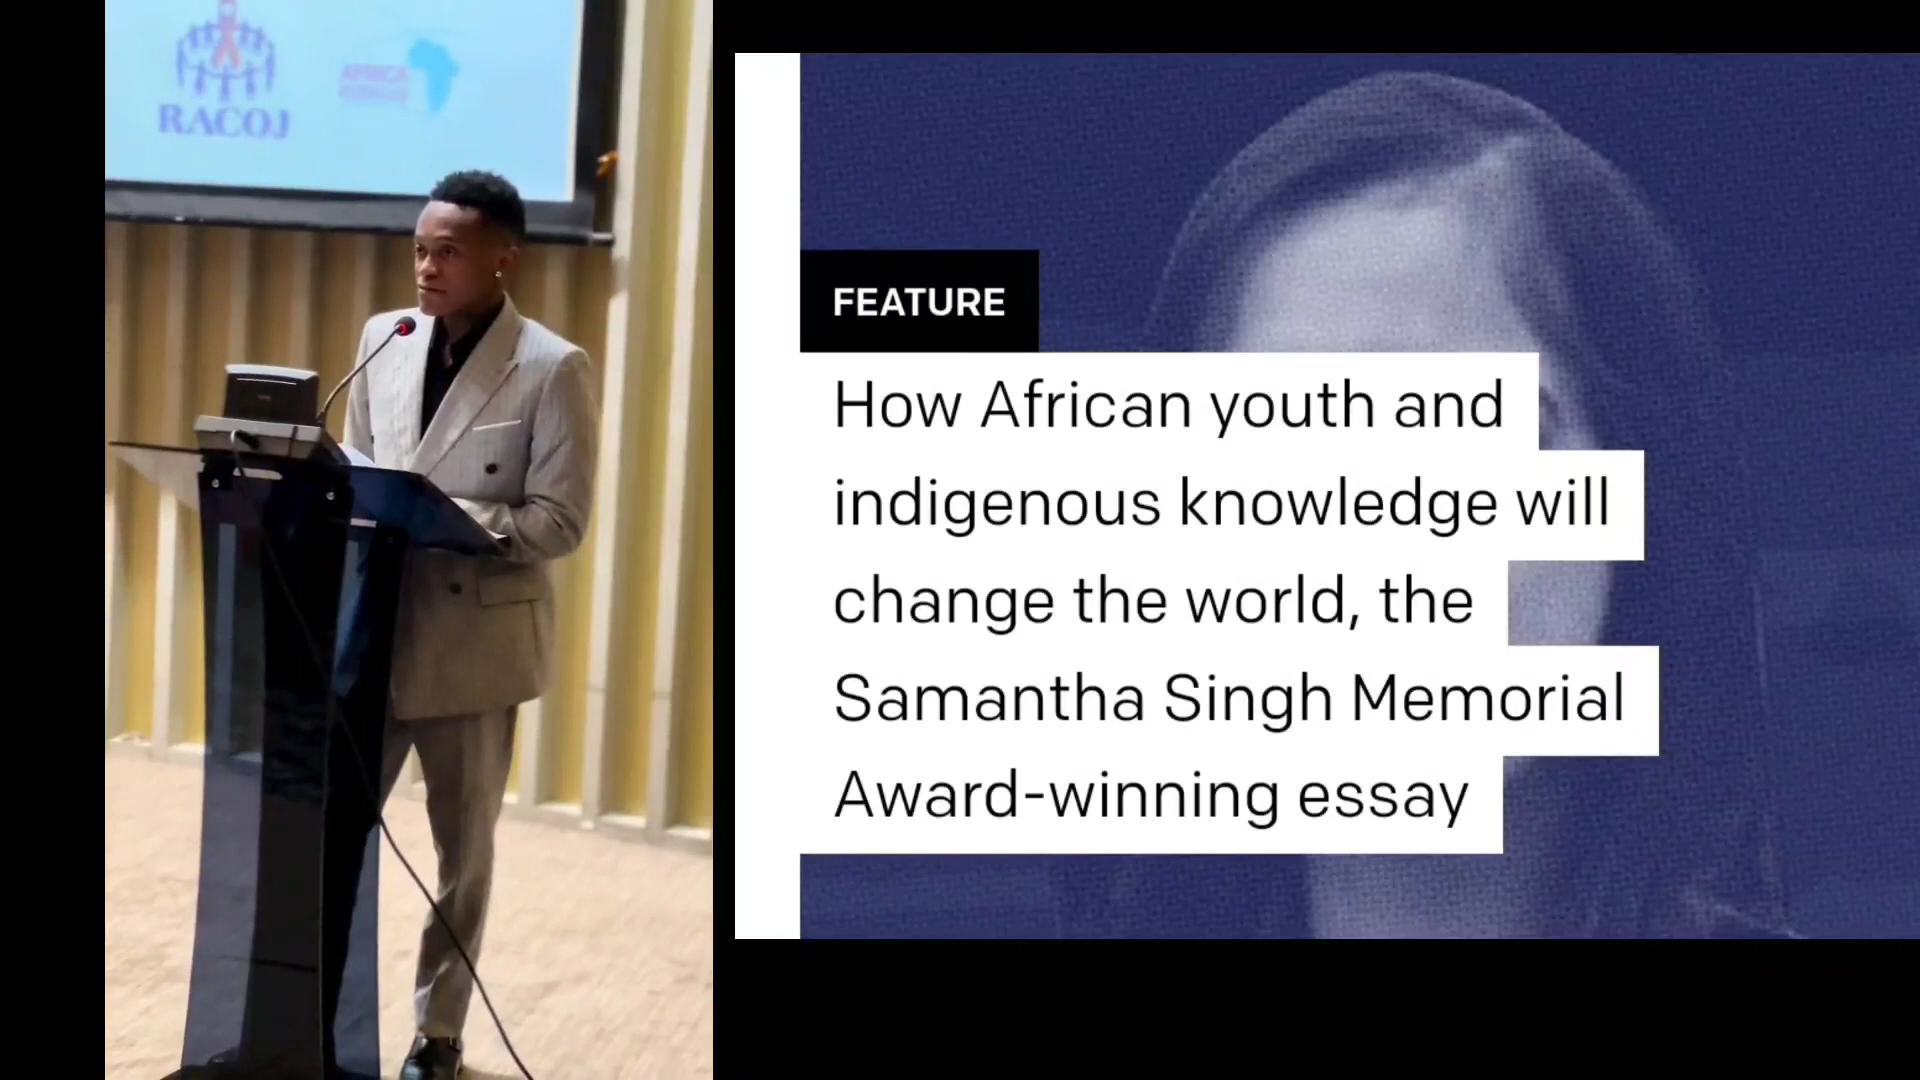 RACOJ
AFRICA
FEATURE
How African youth and
indigenous knowledge will
change the world, the
Samantha Singh Memorial
Award-winning essay